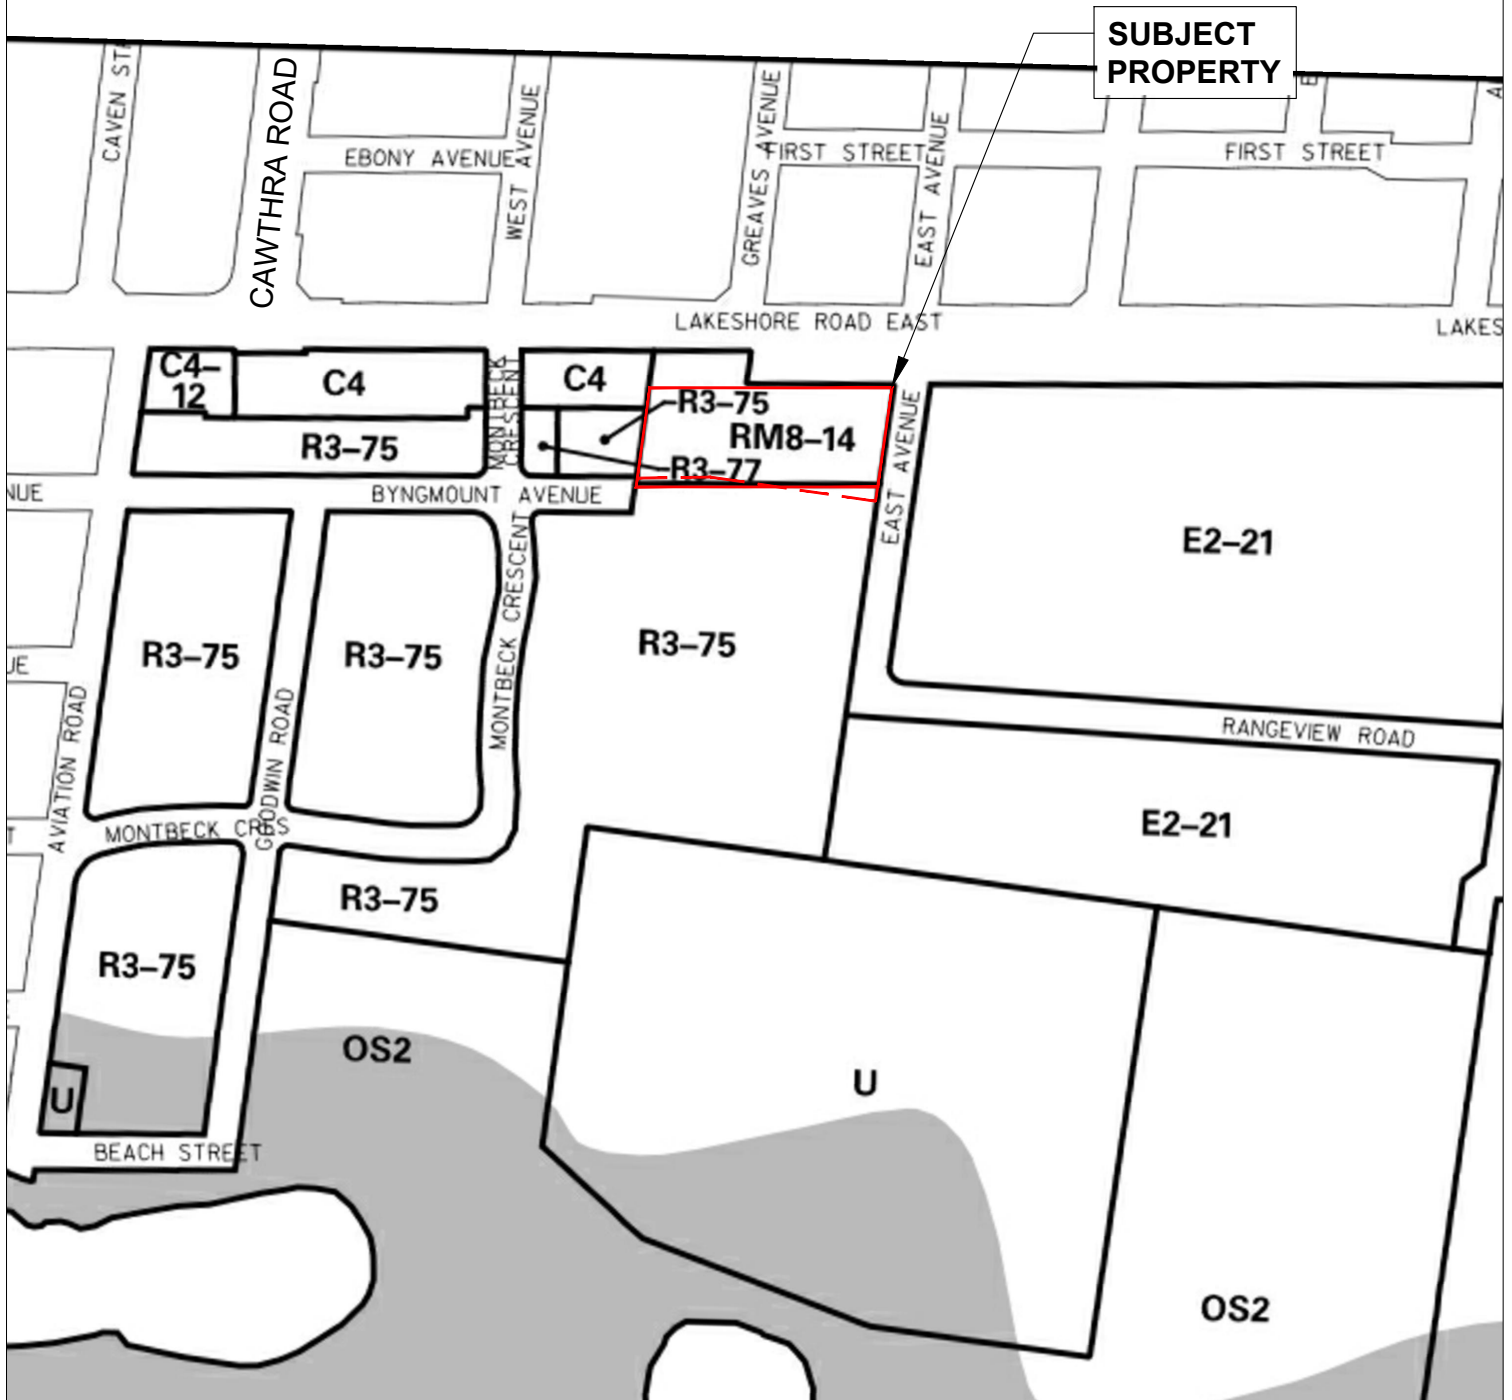 SUBJECT
PROPERTY
CAVEN
CAWTHRA ROAD
EBONY AVENUE
WEST AVENUE
GREAVES AVENUE
FIRST STREET
EAST AVENUE
FIRST STREET
LAKESHORE ROAD EAST
LAKES
C4–
12
C4
MONTBECK
CRESCENT
C4
R3–75
RM8–14
R3–75
R3–77
EAST AVENUE
NUE
BYNGMOUNT AVENUE
E2–21
R3–75
R3–75
MONTBECK CRESCENT
R3–75
UE
AVIATION ROAD
GOODWIN ROAD
RANGEVIEW ROAD
MONTBECK CRES
T
E2–21
R3–75
R3–75
OS2
U
U
BEACH STREET
OS2